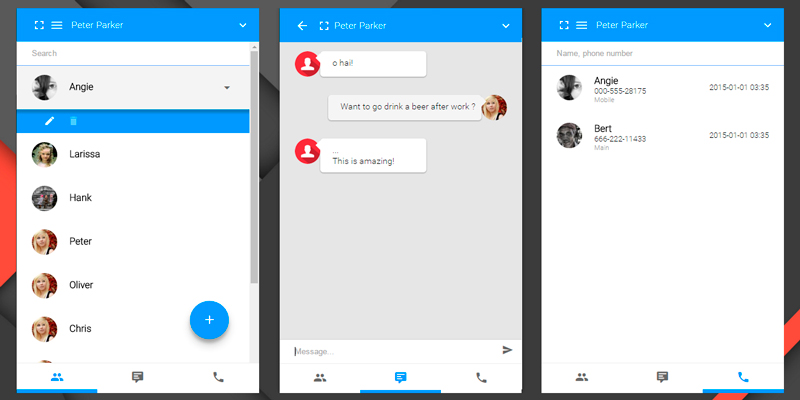 Peter Parker
Search
Angie
Larissa
Hank
Peter
Oliver
Chris
Peter Parker
o hai!
Want to go drink a beer after work ?
...
This is amazing!
Message...
Peter Parker
Name, phone number
Angie
000-555-28175
Mobile
2015-01-01 03:35
Bert
666-222-11433
Main
2015-01-01 03:35